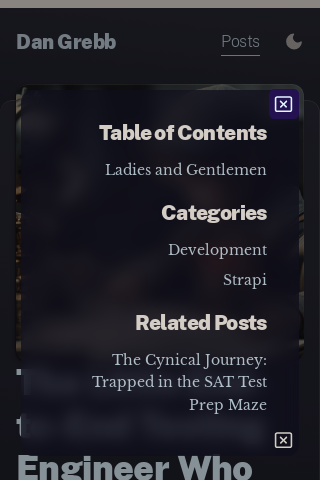 Dan Grebb
Posts
Table of Contents
Ladies and Gentlemen
Categories
Development
Strapi
Related Posts
The Cynical Journey:
Trapped in the SAT Test
Prep Maze
Engineer Who